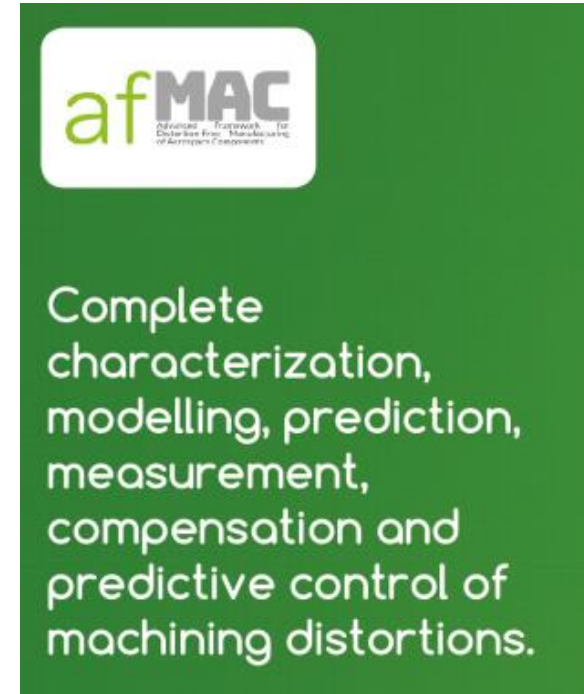 afMAC
Advanced Framework for
Distortion-Free Manufacturing
of Aerospace Components
Complete
characterization,
modelling, prediction,
measurement,
compensation and
predictive control of
machining distortions.